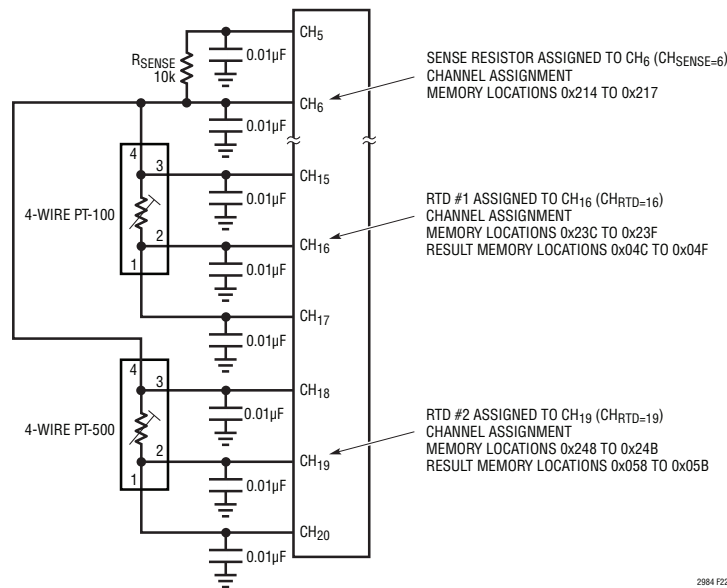 CH5
0.01µF
RSENSE
10k
CH6
0.01µF
SENSE RESISTOR ASSIGNED TO CH6 (CHSENSE=6)
CHANNEL ASSIGNMENT
MEMORY LOCATIONS 0x214 TO 0x217
4
3
CH15
0.01µF
4-WIRE PT-100
2
CH16
1
0.01µF
RTD #1 ASSIGNED TO CH16 (CHRTD=16)
CHANNEL ASSIGNMENT
MEMORY LOCATIONS 0x23C TO 0x23F
RESULT MEMORY LOCATIONS 0x04C TO 0x04F
CH17
0.01µF
4
3
CH18
0.01µF
4-WIRE PT-500
2
CH19
1
0.01µF
RTD #2 ASSIGNED TO CH19 (CHRTD=19)
CHANNEL ASSIGNMENT
MEMORY LOCATIONS 0x248 TO 0x24B
RESULT MEMORY LOCATIONS 0x058 TO 0x05B
CH20
0.01µF
2984 F22